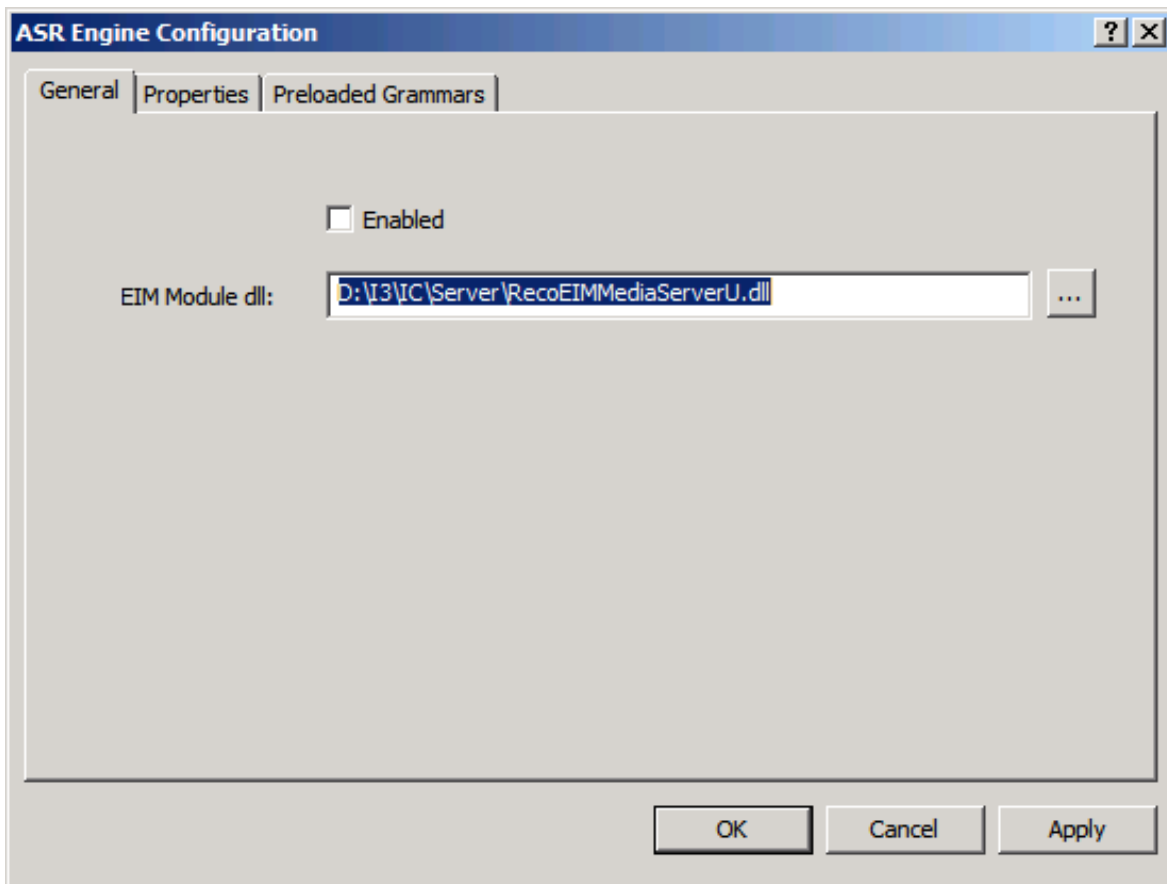 ASR Engine Configuration
?
General Properties Preloaded Grammars
Enabled
EIM Module dll: D:\I3\IC\Server\RecoEIMMediaServerU.dll ...
OK Cancel Apply